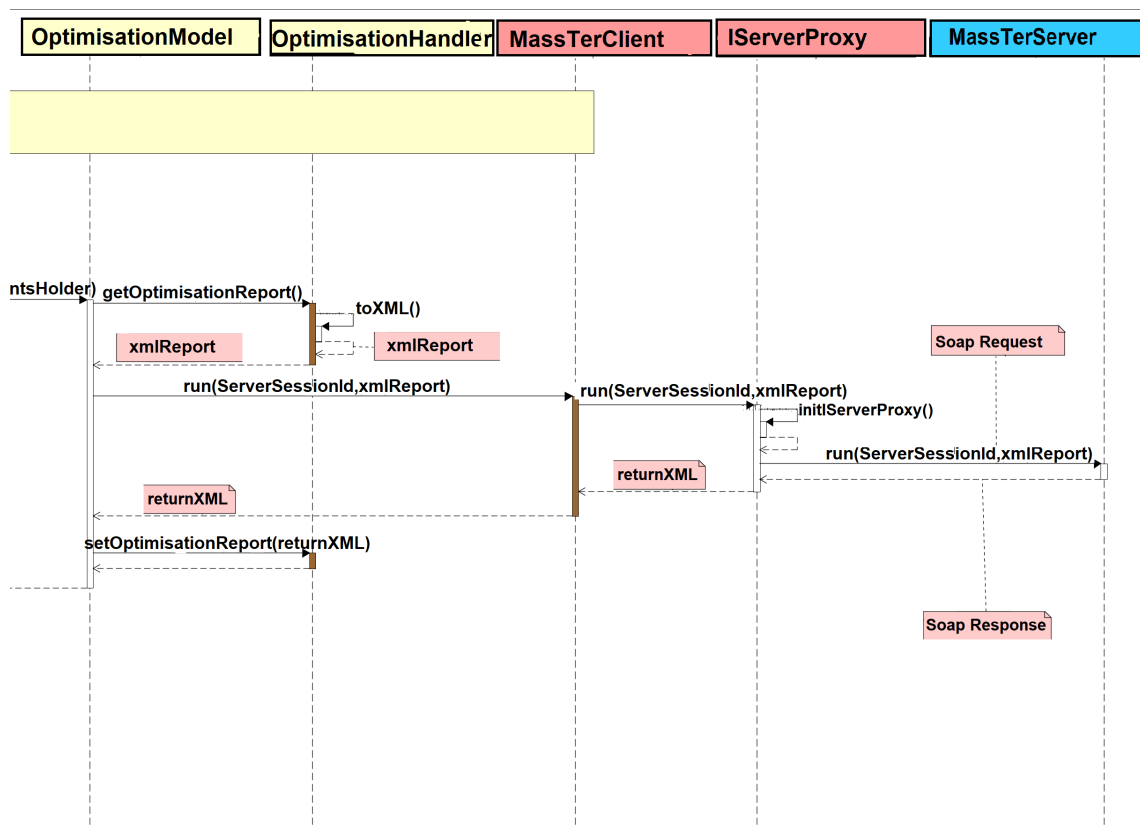 OptimisationModel
OptimisationHandler
MassTerClient
IServerProxy
MassTerServer
ntsHolder)
getOptimisationReport()
toXML()
xmlReport
xmlReport
Soap Request
run(ServerSessionId,xmlReport)
run(ServerSessionId,xmlReport)
initIServerProxy()
run(ServerSessionId,xmlReport)
returnXML
returnXML
setOptimisationReport(returnXML)
Soap Response